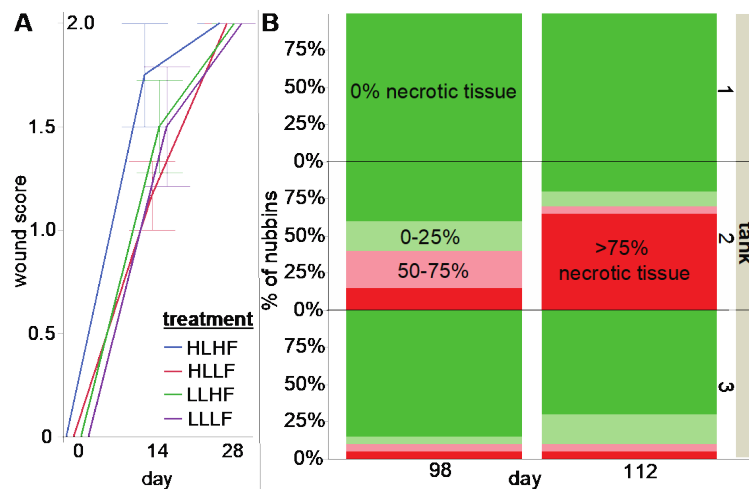 A
2.0
1.5
1.0
0.5
0
wound score
0
14
28
day
treatment
HLHF
HLLF
LLHF
LLLF
B
75%
50%
25%
0%
75%
50%
25%
0%
75%
50%
25%
0%
% of nubbins
0% necrotic tissue
0-25%
50-75%
>75%
necrotic tissue
98
day
112
1
2
3
tank